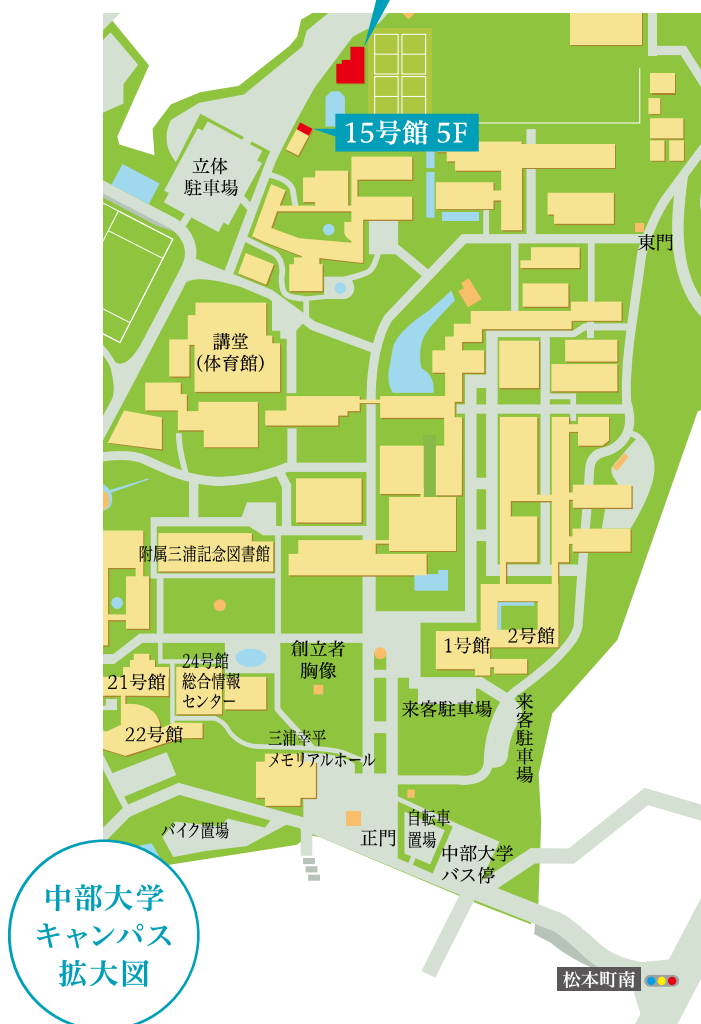 15号館 5F
立体
駐車場
東門
講堂
(体育館)
附属三浦記念図書館
24号館
総合情報
センター
21号館
22号館
創立者
胸像
1号館
2号館
来客駐車場
来客駐車場
三浦幸平
メモリアルホール
バイク置場
正門
自転車
置場
中部大学
バス停
中部大学
キャンパス
拡大図
松本町南